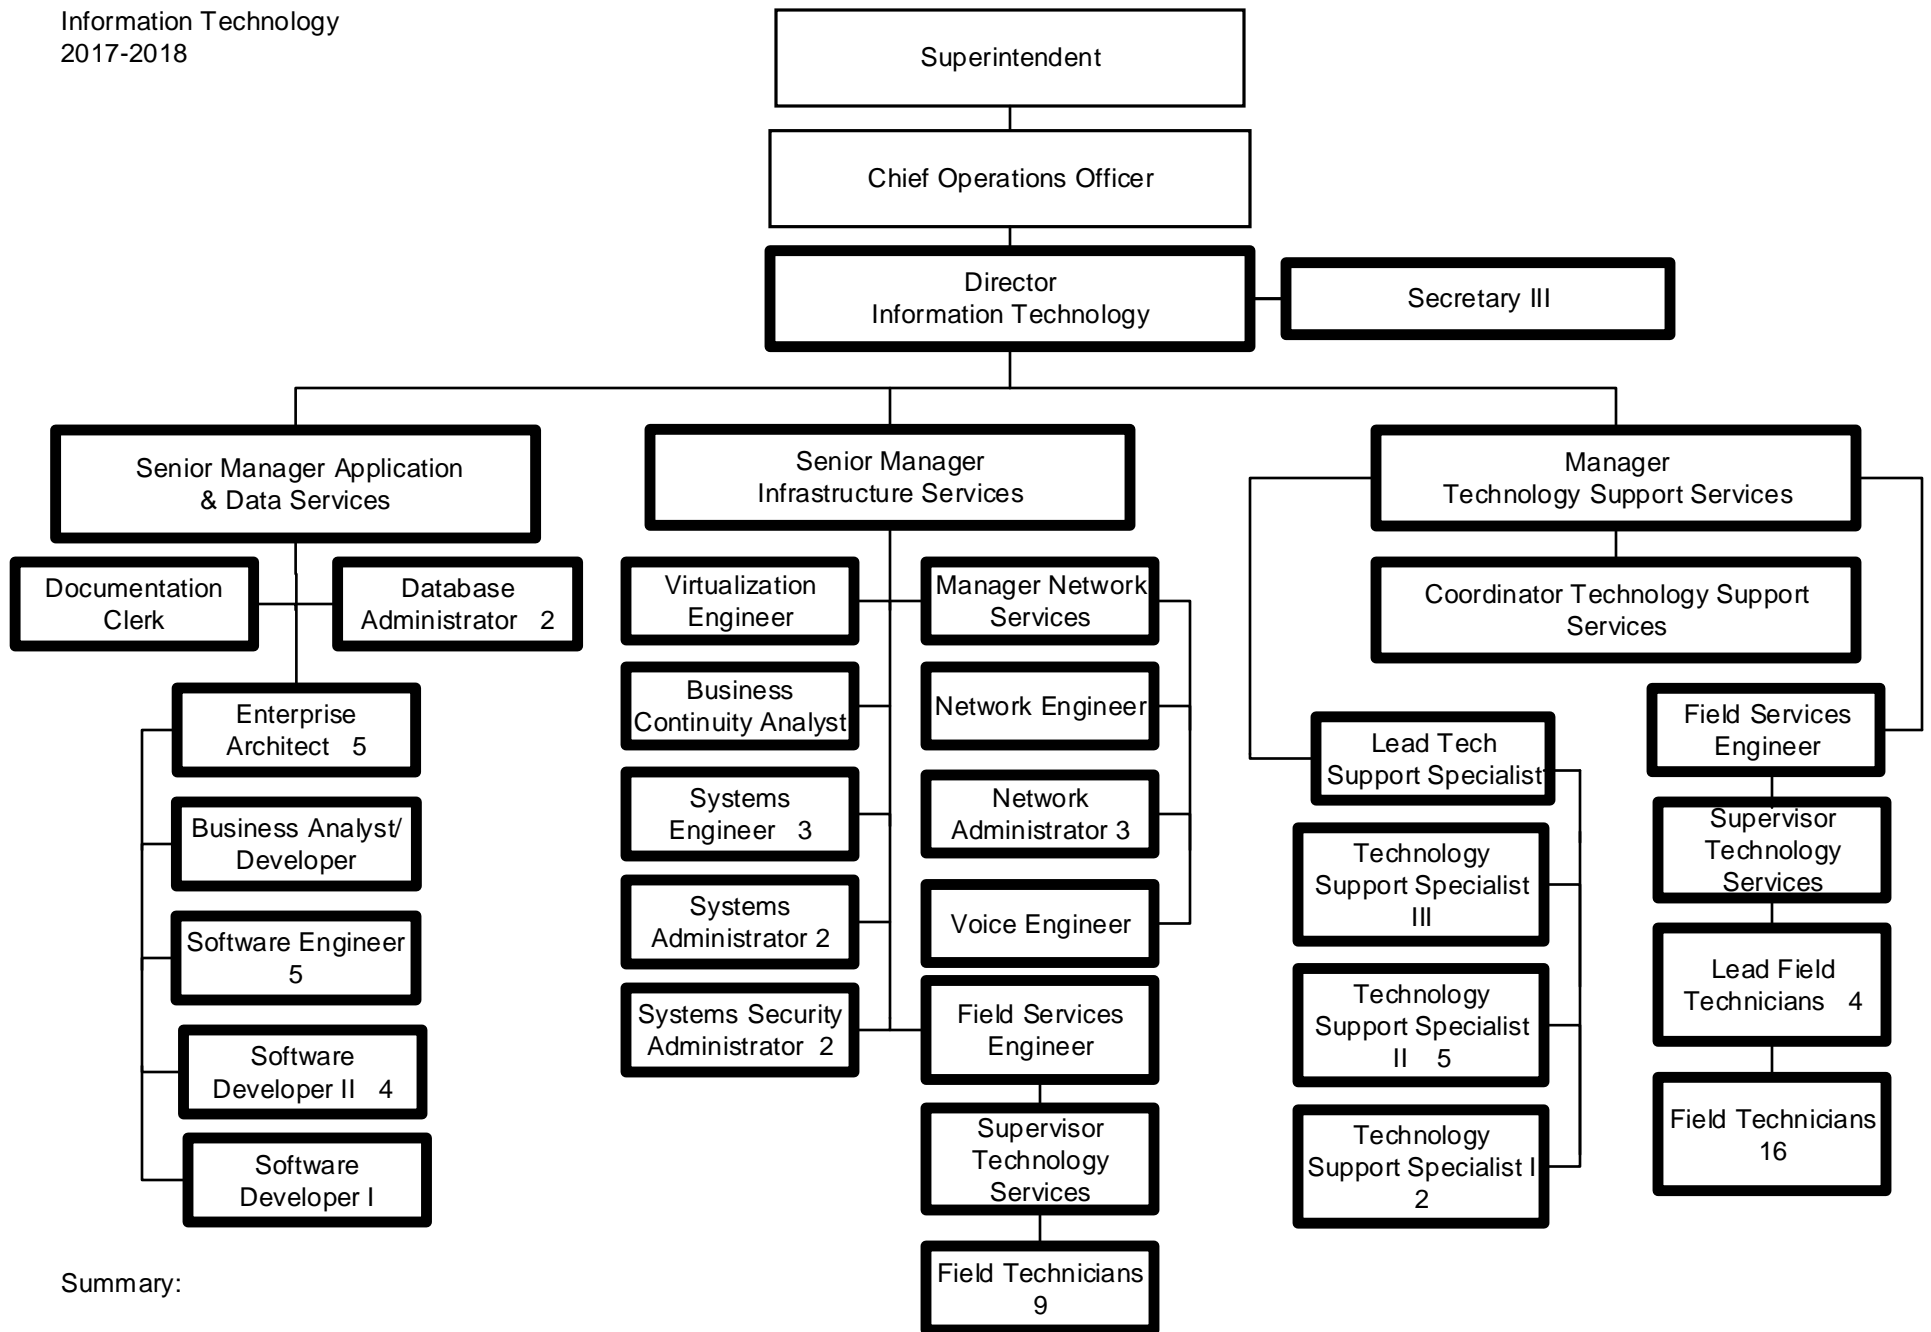 Information Technology
2017-2018
Superintendent
Chief Operations Officer
Director
Information Technology
Secretary III
Senior Manager Application
& Data Services
Senior Manager
Infrastructure Services
Manager
Technology Support Services
Documentation
Clerk
Database
Administrator 2
Virtualization
Engineer
Manager Network
Services
Coordinator Technology Support
Services
Enterprise
Architect 5
Business
Continuity Analyst
Network Engineer
Lead Tech
Support Specialist
Field Services
Engineer
Business Analyst/
Developer
Systems
Engineer 3
Network
Administrator 3
Technology
Support Specialist
III
Supervisor
Technology
Services
Software Engineer
5
Systems
Administrator 2
Voice Engineer
Technology
Support Specialist
II 5
Lead Field
Technicians 4
Software
Developer II 4
Systems Security
Administrator 2
Field Services
Engineer
Technology
Support Specialist I
2
Field Technicians
16
Software
Developer I
Supervisor
Technology
Services
Field Technicians
9
Summary: